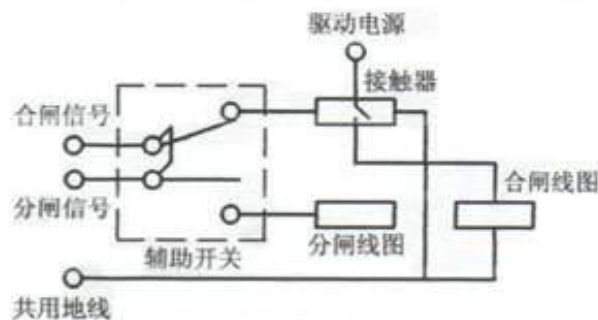 驱动电源
接触器
合闸信号
合闸线图
分闸信号
分闸线图
辅助开关
共用地线